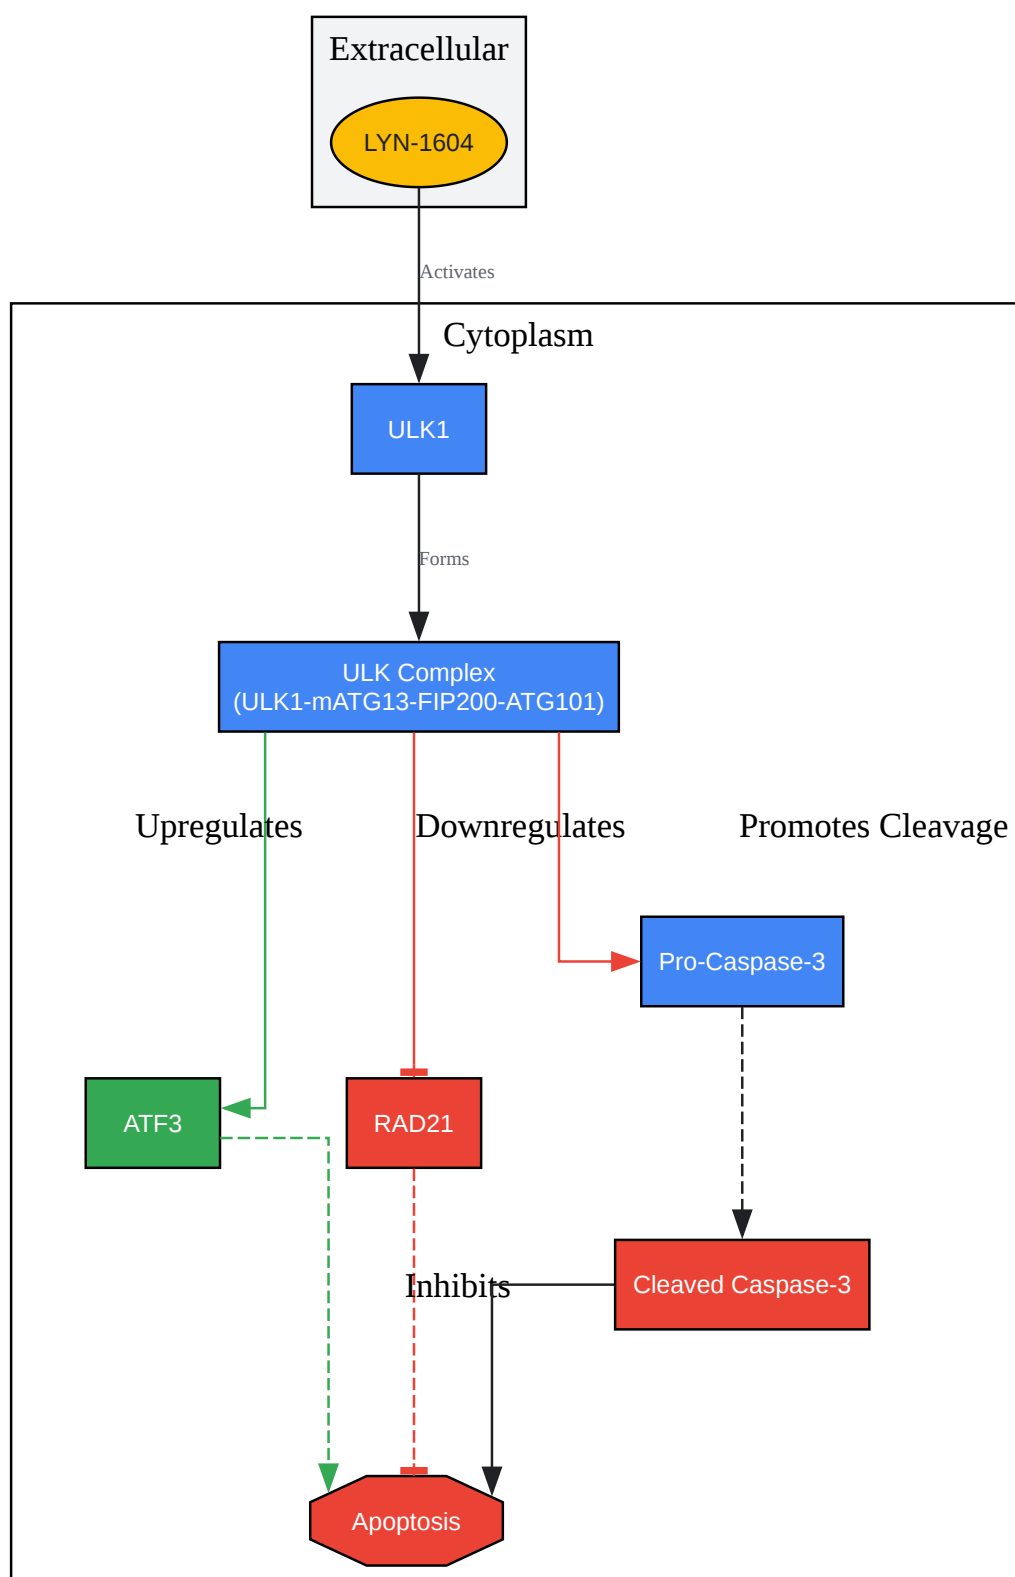 Extracellular
LYN-1604
Activates
Cytoplasm
ULK1
Forms
ULK Complex
(ULK1-mATG13-FIP200-ATG101)
Upregulates
Downregulates
Promotes Cleavage
Pro-Caspase-3
ATF3
RAD21
Inhibits
Cleaved Caspase-3
Apoptosis